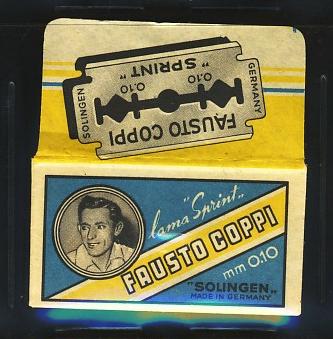 SOLINGEN
GERMANY
FAUSTO COPPI
"SPRINT"
0.10
0.10
lama "Sprint"
FAUSTO COPPI
mm 0.10
"SOLINGEN"
MADE IN GERMANY